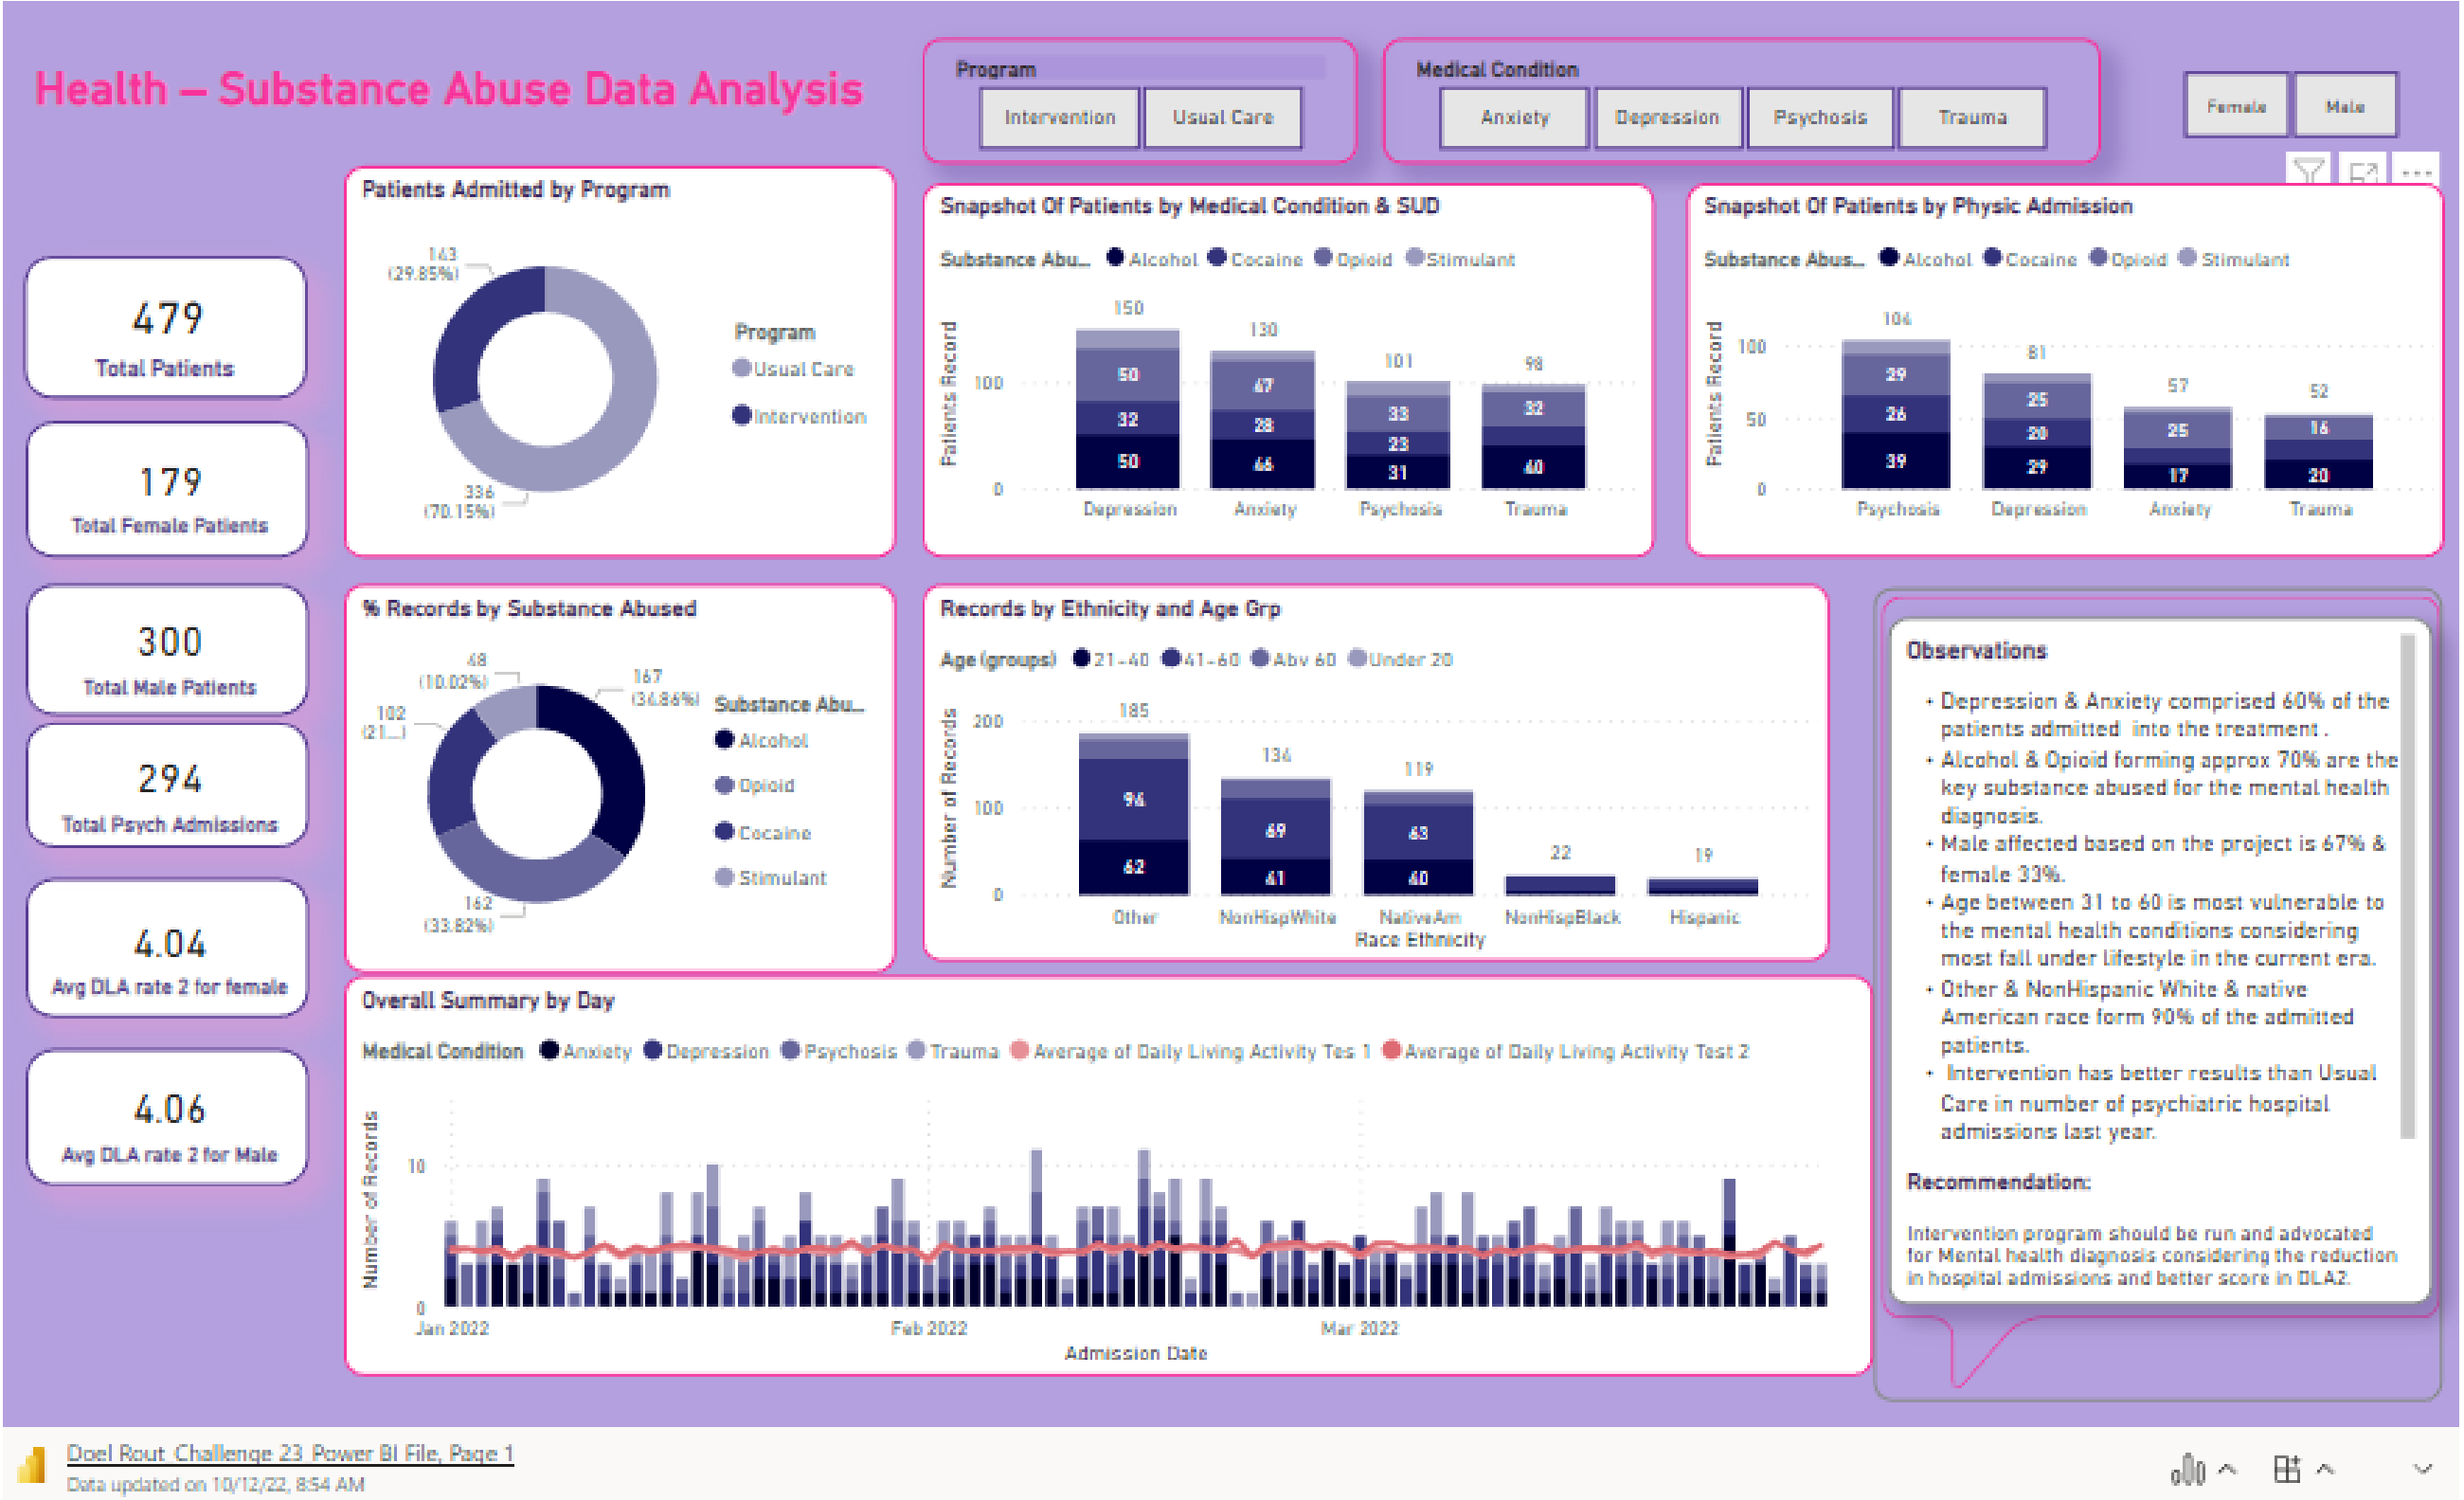 Health – Substance Abuse Data Analysis
Program
Intervention
Usual Care
Medical Condition
Anxiety
Depression
Psychosis
Trauma
Female
Male
479
Total Patients
179
Total Female Patients
300
Total Male Patients
294
Total Psych Admissions
4.04
Avg DLA rate 2 for female
4.06
Avg DLA rate 2 for Male
Patients Admitted by Program
143
(29.85%)
336
(70.15%)
Program
Usual Care
Intervention
Snapshot Of Patients by Medical Condition & SUD
Substance Abu... Alcohol Cocaine Opioid Stimulant
Patients Record
100
0
150
50
32
50
130
47
28
46
101
33
23
31
98
32
40
Depression Anxiety Psychosis Trauma
Snapshot Of Patients by Physic Admission
Substance Abus... Alcohol Cocaine Opioid Stimulant
Patients Record
100
50
0
104
29
26
39
81
25
20
29
57
25
17
52
16
20
Psychosis Depression Anxiety Trauma
% Records by Substance Abused
48
(10.02%)
167
(34.86%)
102
(21...)
162
(33.82%)
Substance Abu...
Alcohol
Opioid
Cocaine
Stimulant
Records by Ethnicity and Age Grp
Age (groups) 21-40 41-60 Abv 60 Under 20
Number of Records
200
100
0
185
94
62
134
69
41
119
63
40
22
19
Other NonHispWhite NativeAm NonHispBlack Hispanic
Race Ethnicity
Overall Summary by Day
Medical Condition Anxiety Depression Psychosis Trauma Average of Daily Living Activity Tes 1 Average of Daily Living Activity Test 2
Number of Records
10
0
Jan 2022 Feb 2022 Mar 2022
Admission Date
Observations
• Depression & Anxiety comprised 60% of the
patients admitted into the treatment .
• Alcohol & Opioid forming approx 70% are the
key substance abused for the mental health
diagnosis.
• Male affected based on the project is 67% &
female 33%.
• Age between 31 to 60 is most vulnerable to
the mental health conditions considering
most fall under lifestyle in the current era.
• Other & NonHispanic White & native
American race form 90% of the admitted
patients.
• Intervention has better results than Usual
Care in number of psychiatric hospital
admissions last year.
Recommendation:
Intervention program should be run and advocated
for Mental health diagnosis considering the reduction
in hospital admissions and better score in DLA2.
Doel Rout_Challenge 23_Power BI File, Page 1
Data updated on 10/12/22, 8:54 AM